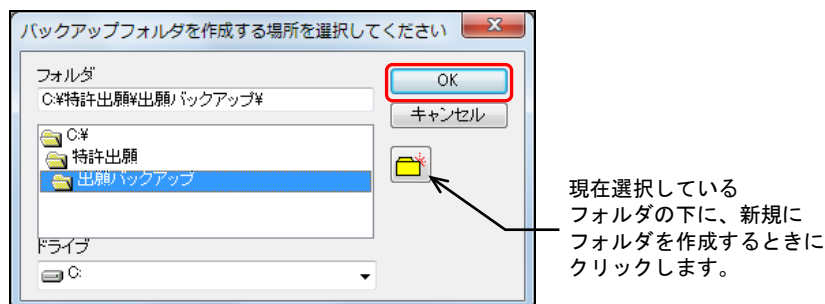 バックアップフォルダを作成する場所を選択してください
フォルダ
C:¥特許出願¥出願バックアップ¥
OK
キャンセル
C:¥
特許出願
出願バックアップ
ドライブ
C:
現在選択している
フォルダの下に、新規に
フォルダを作成するときに
クリックします。